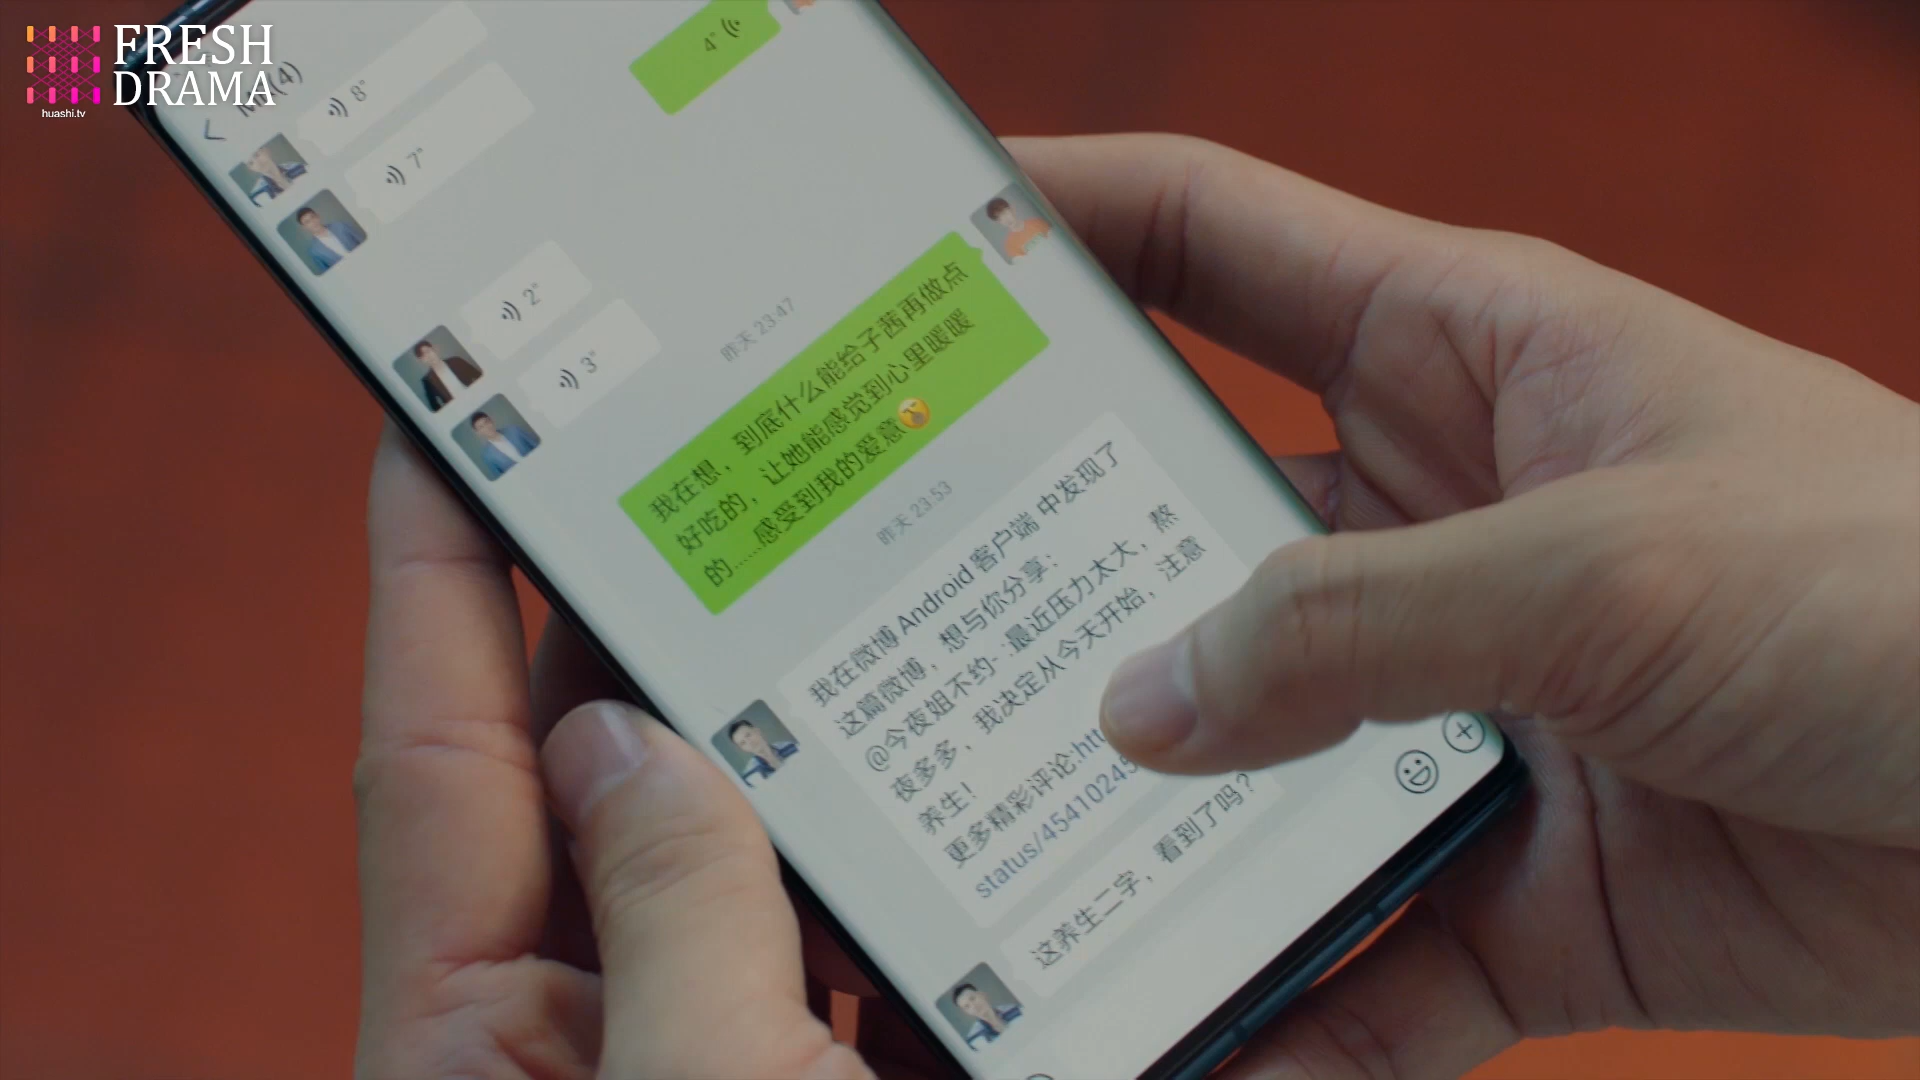 FRESH
DRAMA
huashi.tv
(4)
8"
4"
7"
2"
3"
昨天 23:47
我在想，到底什么能给子茜再做点
好吃的，让她能感觉到心里暖暖
的……感受到我的爱意
昨天 23:53
我在微博 Android 客户端 中发现了
这篇微博，想与你分享：
@今夜姐不约- :最近压力太大，熬
夜多多，我决定从今天开始，注意
养生！
更多精彩评论:htt
status/45410245
这养生二字，看到了吗？